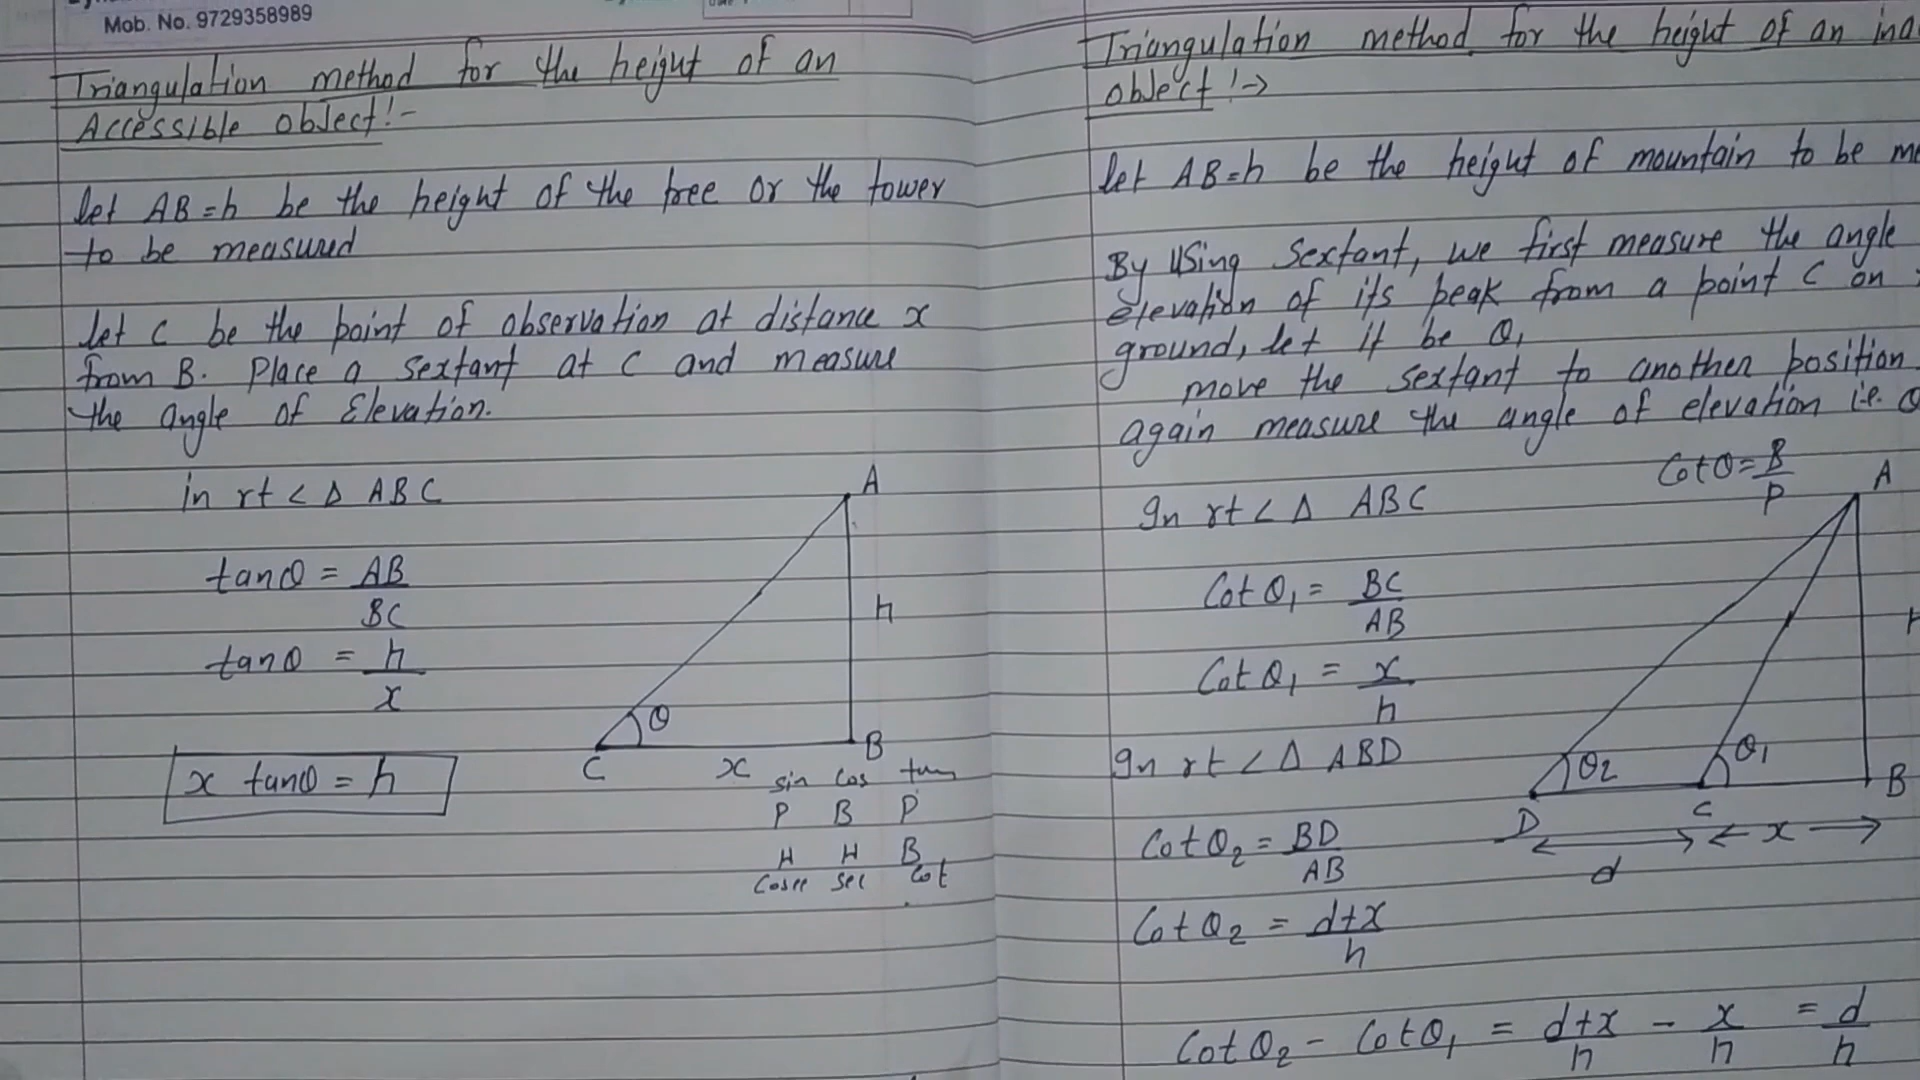 Mob. No. 9729358989
Triangulation method for the height of an
Accessible object:-
let AB=h be the height of the tree or the tower
to be measured
let C be the point of observation at distance x
from B. Place a sextant at C and measure
the angle of Elevation.
in rt < Δ ABC
tanθ = AB
BC
tanθ = h
x
x tanθ = h
A
h
θ
C
x
B
sin cos tan
P B P
H H B
Cosec sec Cot
Triangulation method for the height of an
object :→
let AB=h be the height of mountain to be
By Using Sextant, we first measure the angle
elevation of its peak from a point C on
ground, let it be θ1
move the sextant to another position
again measure the angle of elevation i.e.
Cotθ = B
P
In rt < Δ ABC
Cot θ1 = BC
AB
Cot θ1 = x
h
In rt < Δ ABD
Cot θ2 = BD
AB
Cot θ2 = d+x
h
Cot θ2 - Cot θ1 = d+x - x = d
h h h
A
θ2
θ1
D
C
B
d
x